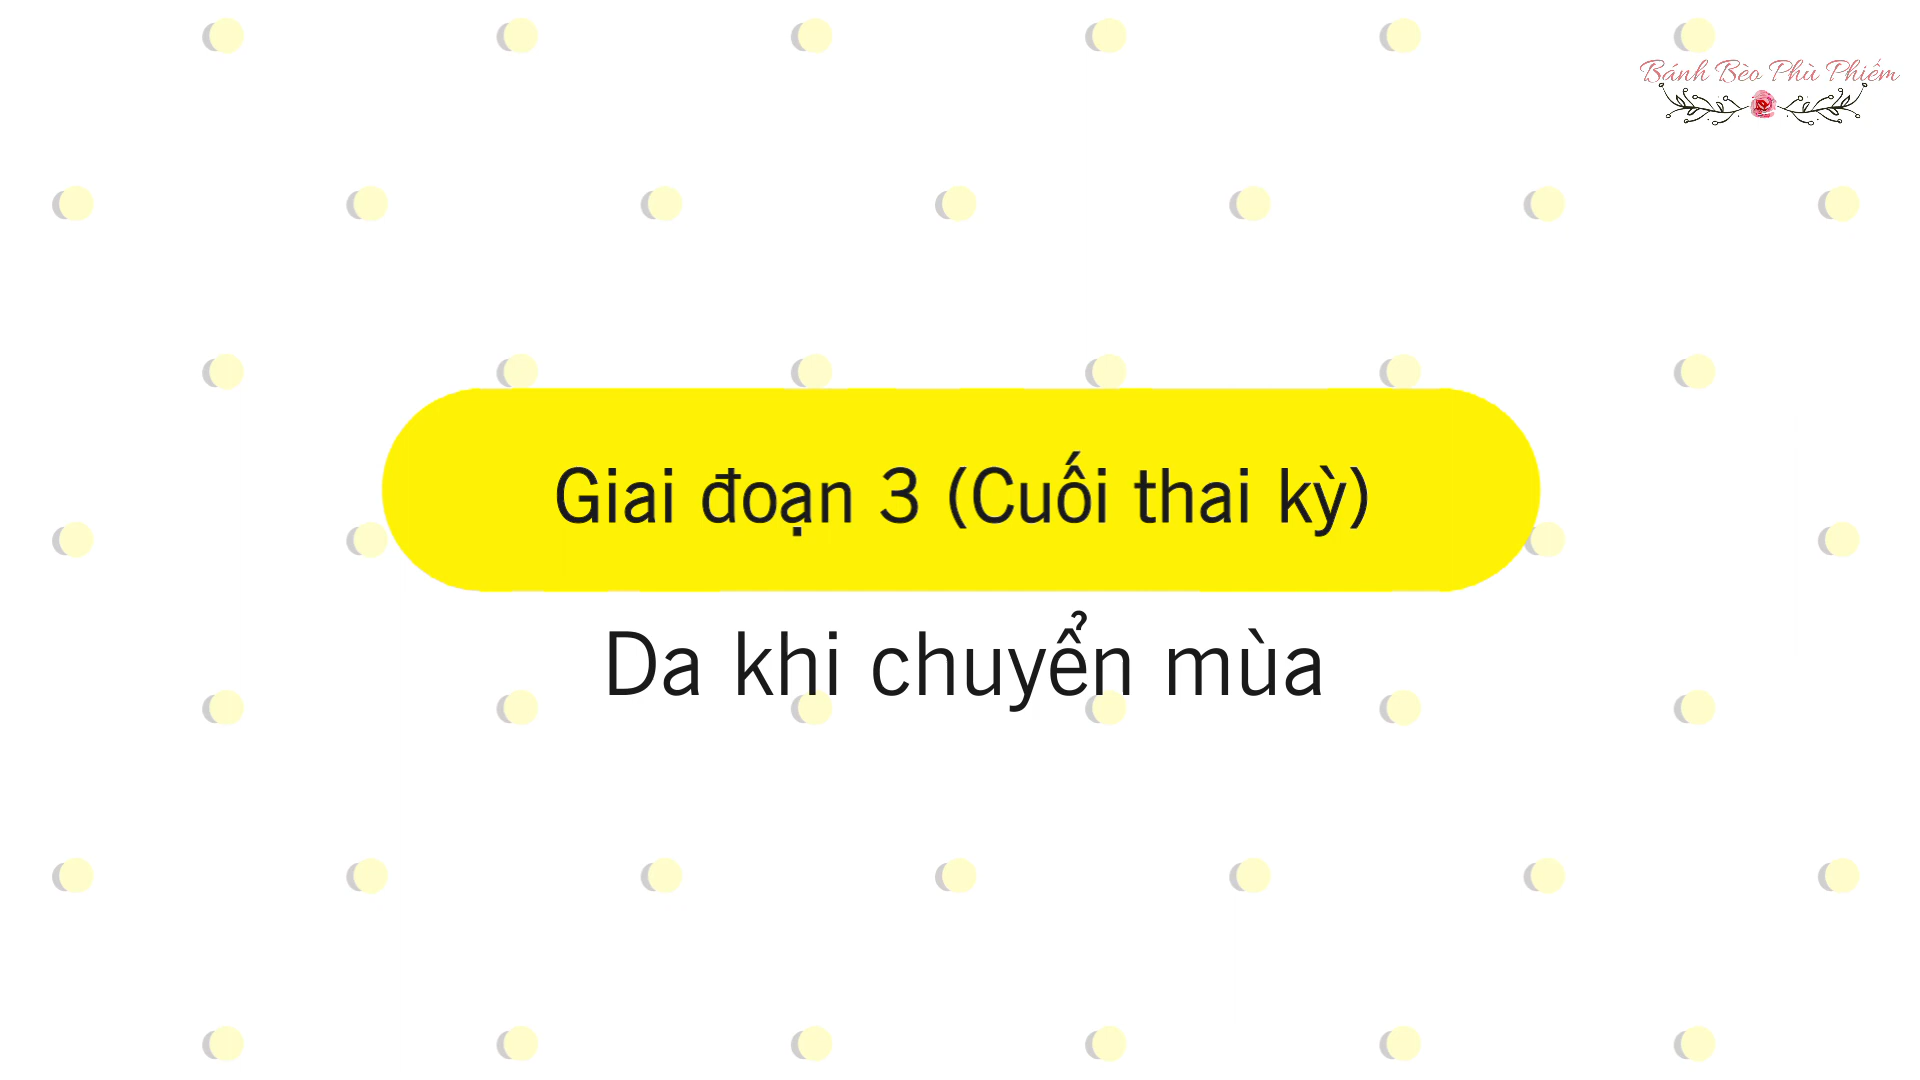 Bánh Bèo Phù Phiếm
Giai đoạn 3 (Cuối thai kỳ)
Da khi chuyển mùa